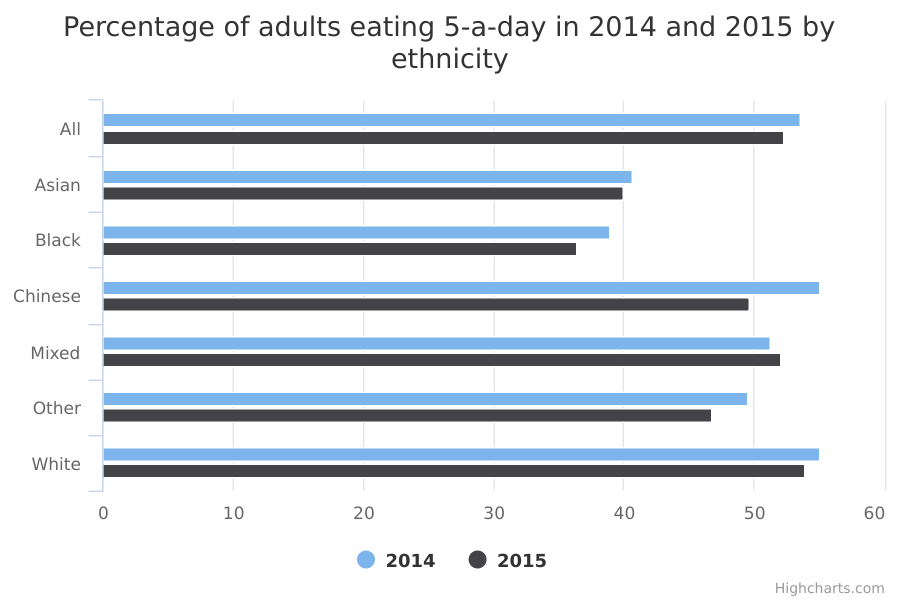 Percentage of adults eating 5-a-day in 2014 and 2015 by
ethnicity
All
Asian
Black
Chinese
Mixed
Other
White
0 10 20 30 40 50 60
2014 2015
Highcharts.com